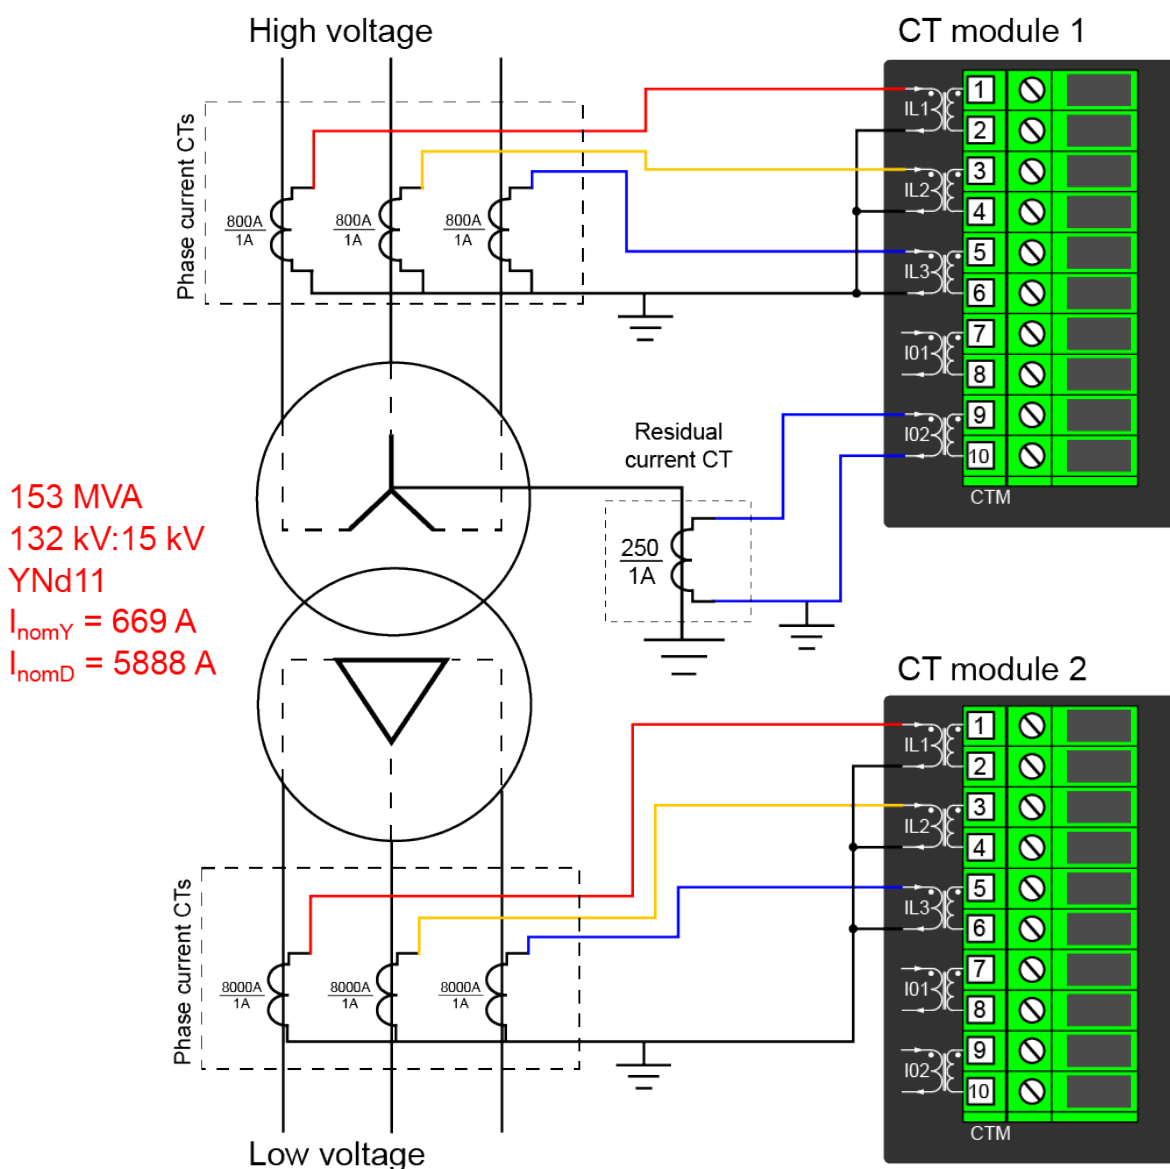 High voltage
CT module 1
Phase current CTs
800A
1A
800A
1A
800A
1A
IL1
1
2
IL2
3
4
IL3
5
6
I01
7
8
I02
9
10
CTM
Residual
current CT
250
1A
153 MVA
132 kV:15 kV
YNd11
InomY = 669 A
InomD = 5888 A
CT module 2
Phase current CTs
8000A
1A
8000A
1A
8000A
1A
IL1
1
2
IL2
3
4
IL3
5
6
I01
7
8
I02
9
10
CTM
Low voltage